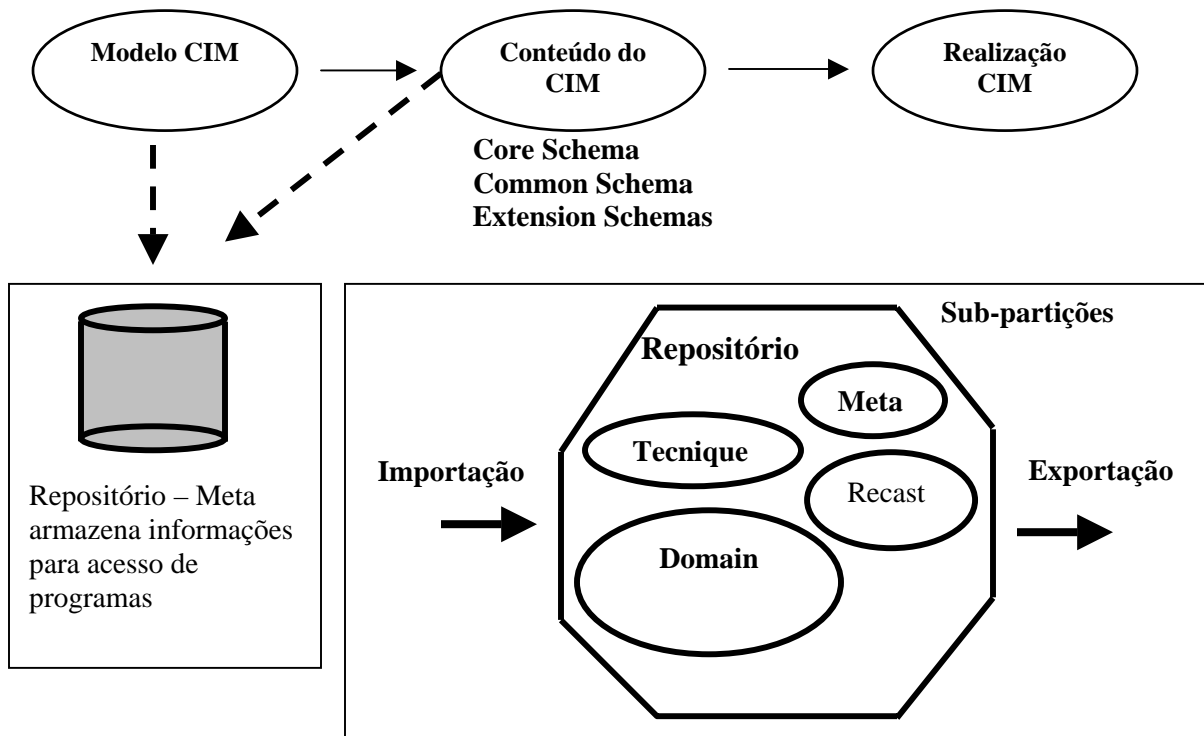 Modelo CIM
Conteúdo do
CIM
Realização
CIM
Core Schema
Common Schema
Extension Schemas
Repositório – Meta
armazena informações
para acesso de
programas
Sub-partições
Repositório
Meta
Tecnique
Importação
Recast
Exportação
Domain